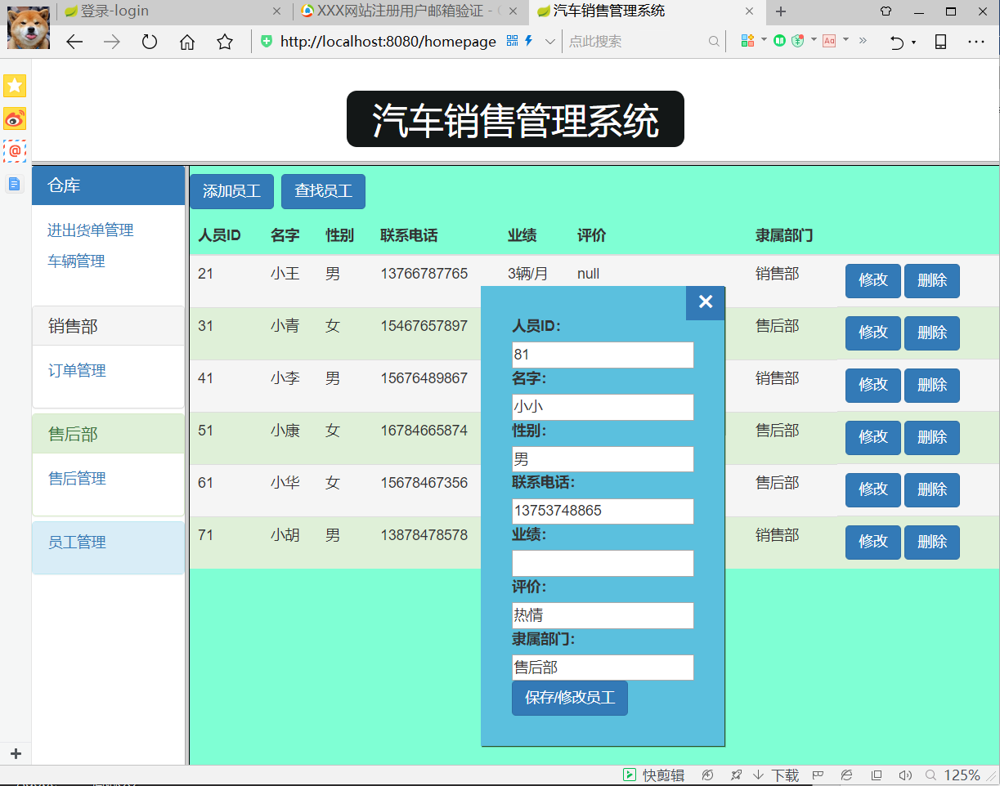 登录-login
XXX网站注册用户邮箱验证 -
汽车销售管理系统
http://localhost:8080/homepage
点此搜索
汽车销售管理系统
仓库
进出货单管理
车辆管理
销售部
订单管理
售后部
售后管理
员工管理
添加员工 查找员工
人员ID 名字 性别 联系电话 业绩 评价 隶属部门
21 小王 男 13766787765 3辆/月 null 销售部 修改 删除
31 小青 女 15467657897 售后部 修改 删除
41 小李 男 15676489867 销售部 修改 删除
51 小康 女 16784665874 售后部 修改 删除
61 小华 女 15678467356 售后部 修改 删除
71 小胡 男 13878478578 销售部 修改 删除
×
人员ID：
81
名字：
小小
性别：
男
联系电话：
13753748865
业绩：
评价：
热情
隶属部门：
售后部
保存/修改员工
快剪辑 下载 125%